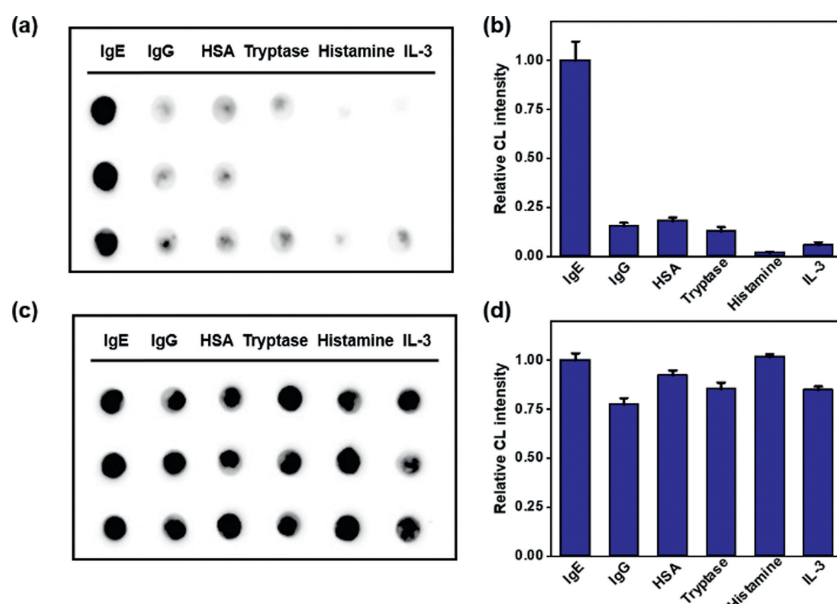 (a)
IgE IgG HSA Tryptase Histamine IL-3
(b)
Relative CL intensity
1.00
0.75
0.50
0.25
0.00
IgE IgG HSA Tryptase Histamine IL-3
(c)
IgE IgG HSA Tryptase Histamine IL-3
(d)
Relative CL intensity
1.00
0.75
0.50
0.25
0.00
IgE IgG HSA Tryptase Histamine IL-3